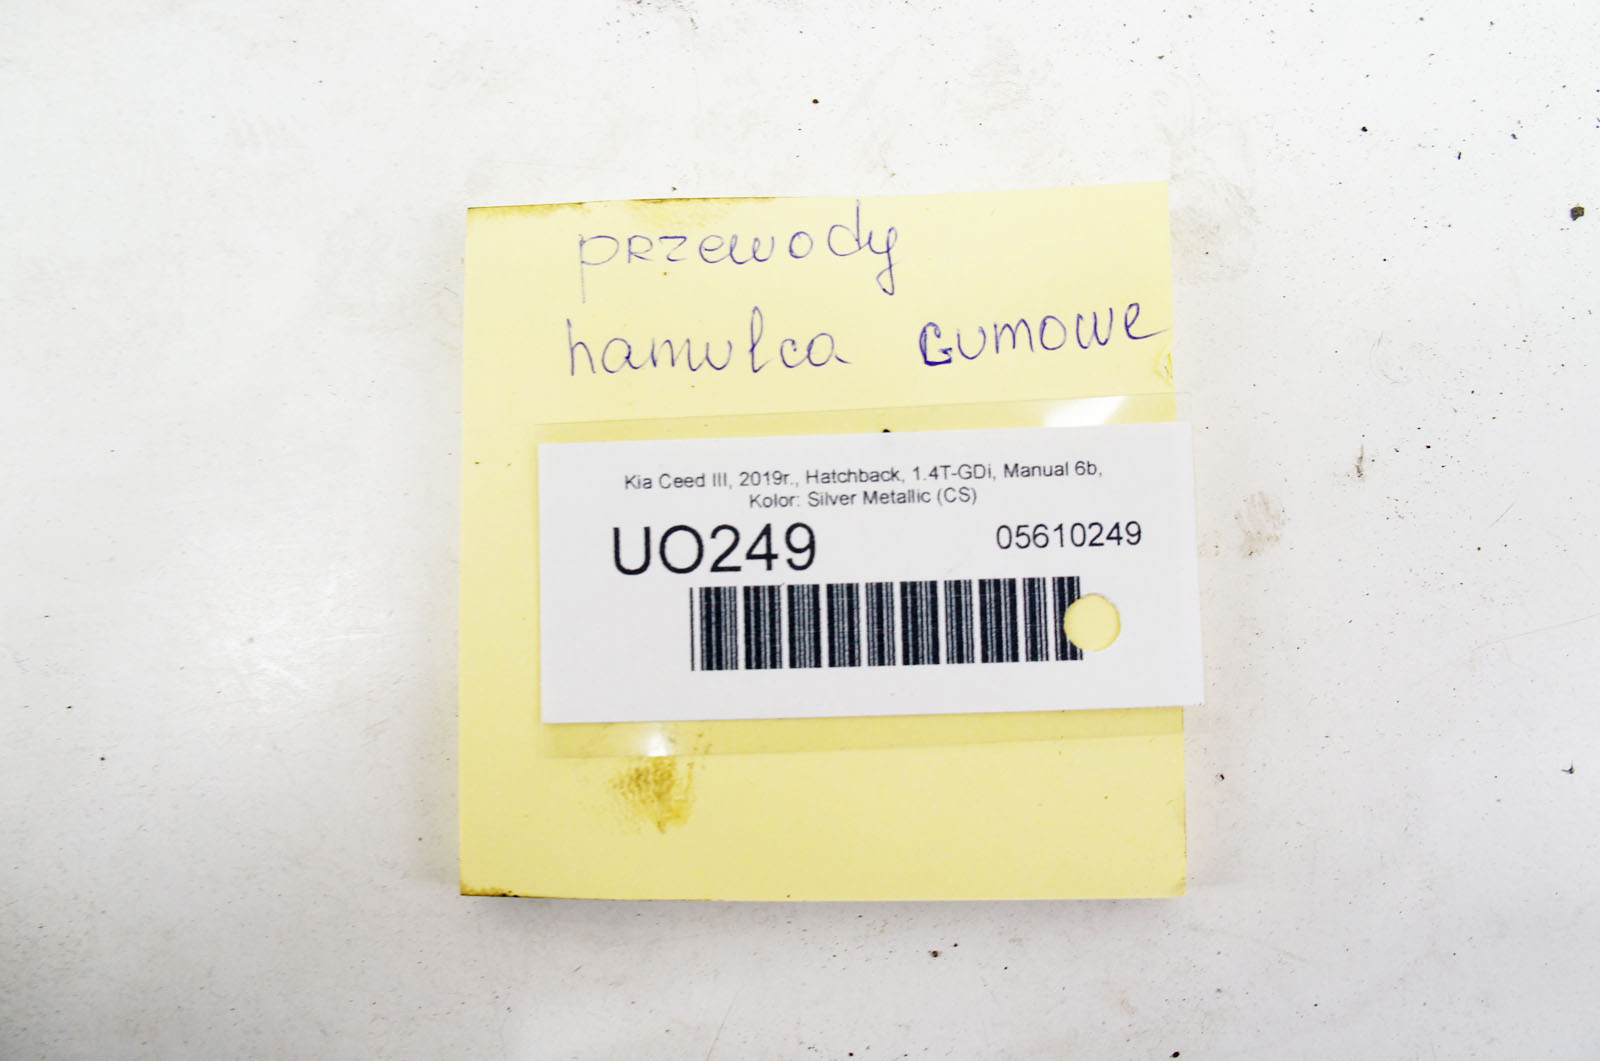 przewody
hamulca Gumowe
Kia Ceed III, 2019r., Hatchback, 1.4T-GDi, Manual 6b,
Kolor: Silver Metallic (CS)
UO249
05610249